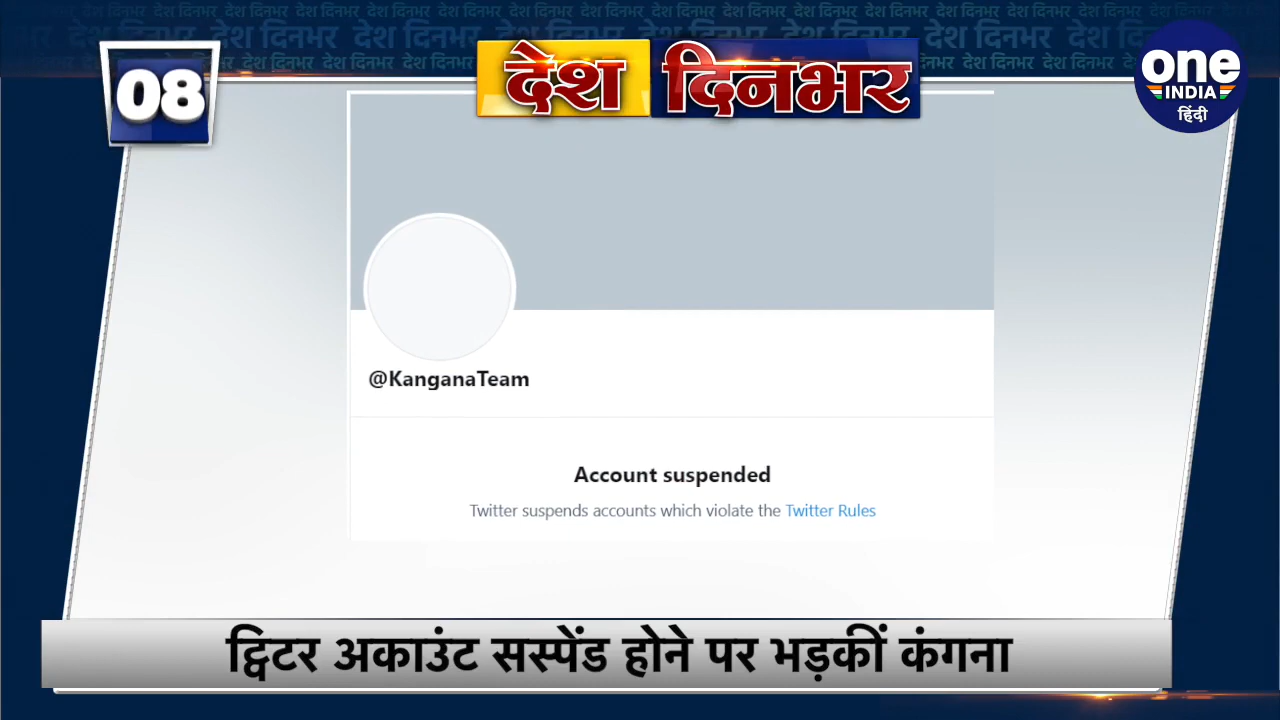 देश दिनभर
08
one
INDIA
हिंदी
@KanganaTeam
Account suspended
Twitter suspends accounts which violate the Twitter Rules
ट्विटर अकाउंट सस्पेंड होने पर भड़कीं कंगना